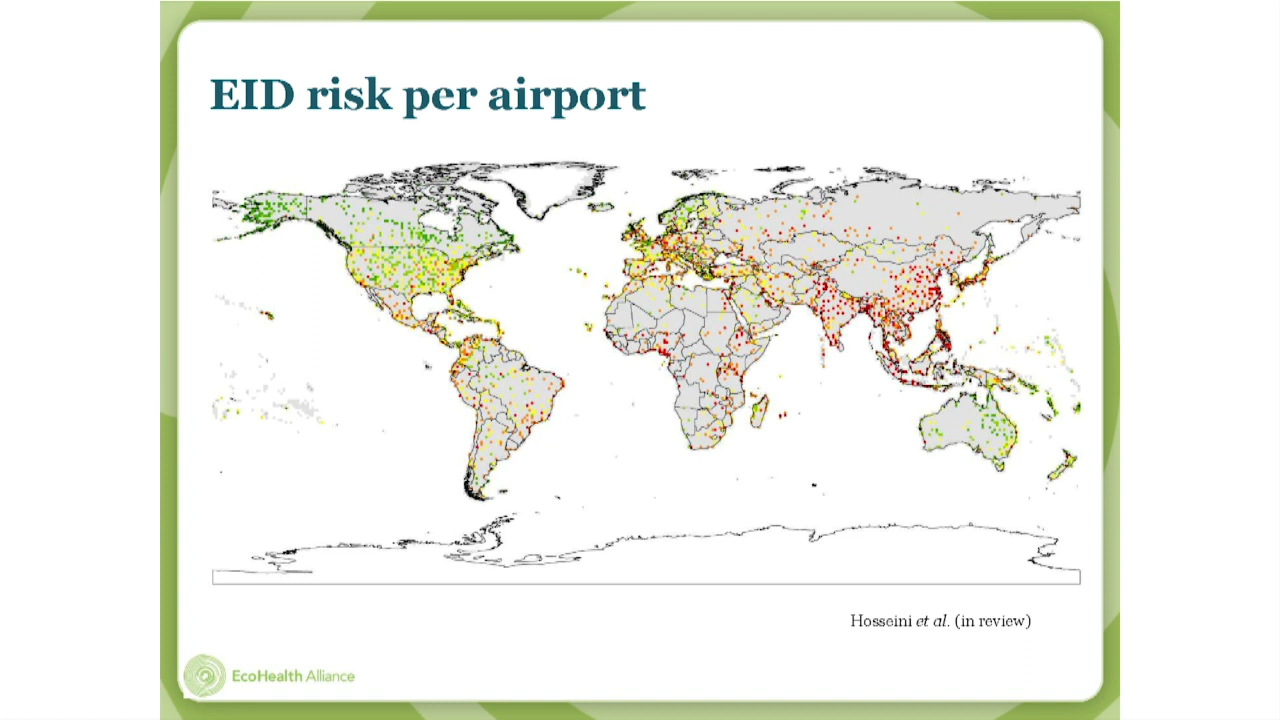 EID risk per airport
Hosseini et al. (in review)
EcoHealth Alliance